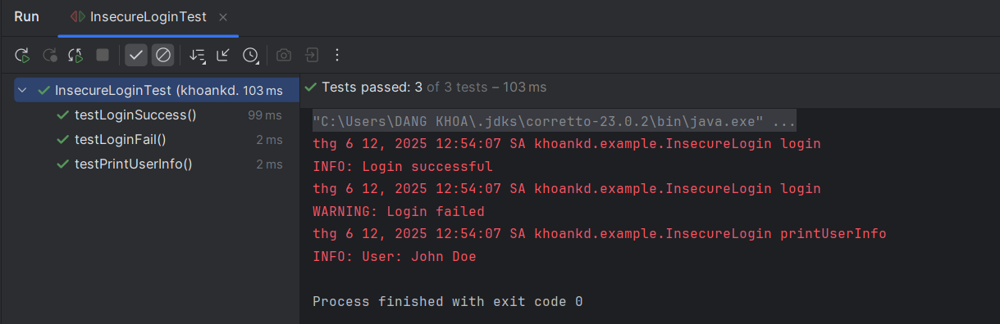 Run InsecureLoginTest
InsecureLoginTest (khoankd. 103 ms
testLoginSuccess() 99 ms
testLoginFail() 2 ms
testPrintUserInfo() 2 ms
Tests passed: 3 of 3 tests – 103 ms
"C:\Users\DANG KHOA\.jdks\corretto-23.0.2\bin\java.exe" ...
thg 6 12, 2025 12:54:07 SA khoankd.example.InsecureLogin login
INFO: Login successful
thg 6 12, 2025 12:54:07 SA khoankd.example.InsecureLogin login
WARNING: Login failed
thg 6 12, 2025 12:54:07 SA khoankd.example.InsecureLogin printUserInfo
INFO: User: John Doe
Process finished with exit code 0